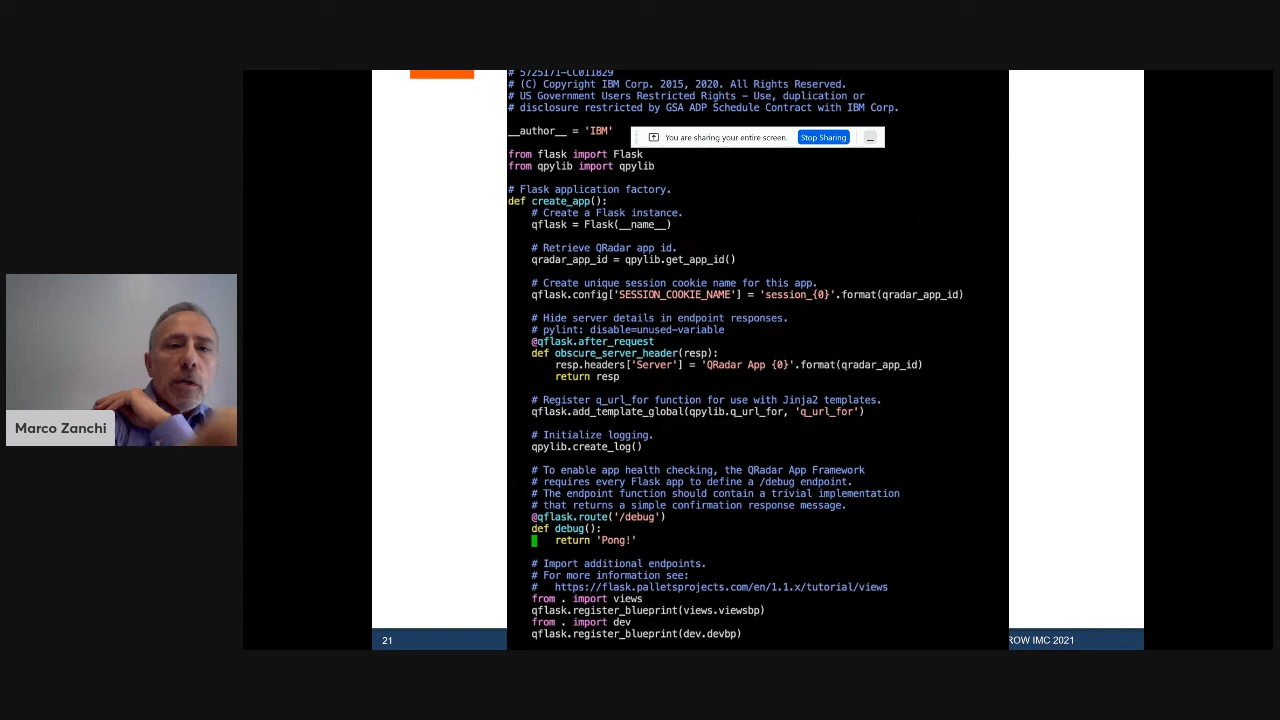 # 5725I71-CC011829
# (C) Copyright IBM Corp. 2015, 2020. All Rights Reserved.
# US Government Users Restricted Rights - Use, duplication or
# disclosure restricted by GSA ADP Schedule Contract with IBM Corp.
__author__ = 'IBM'
You are sharing your entire screen.
Stop Sharing
from flask import Flask
from qpylib import qpylib
# Flask application factory.
def create_app():
# Create a Flask instance.
qflask = Flask(__name__)
# Retrieve QRadar app id.
qradar_app_id = qpylib.get_app_id()
# Create unique session cookie name for this app.
qflask.config['SESSION_COOKIE_NAME'] = 'session_{0}'.format(qradar_app_id)
# Hide server details in endpoint responses.
# pylint: disable=unused-variable
@qflask.after_request
def obscure_server_header(resp):
resp.headers['Server'] = 'QRadar App {0}'.format(qradar_app_id)
return resp
# Register q_url_for function for use with Jinja2 templates.
qflask.add_template_global(qpylib.q_url_for, 'q_url_for')
# Initialize logging.
qpylib.create_log()
# To enable app health checking, the QRadar App Framework
# requires every Flask app to define a /debug endpoint.
# The endpoint function should contain a trivial implementation
# that returns a simple confirmation response message.
@qflask.route('/debug')
def debug():
return 'Pong!'
# Import additional endpoints.
# For more information see:
# https://flask.palletsprojects.com/en/1.1.x/tutorial/views
from . import views
qflask.register_blueprint(views.viewsbp)
from . import dev
qflask.register_blueprint(dev.devbp)
Marco Zanchi
21
ROW IMC 2021